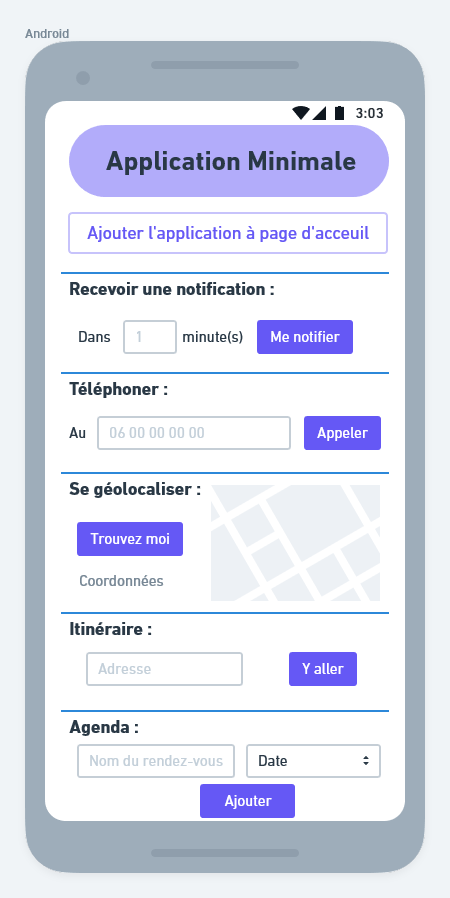 Android
3:03
Application Minimale
Ajouter l'application à page d'acceuil
Recevoir une notification :
Dans 1 minute(s) Me notifier
Téléphoner :
Au 06 00 00 00 00 Appeler
Se géolocaliser :
Trouvez moi
Coordonnées
Itinéraire :
Adresse Y aller
Agenda :
Nom du rendez-vous Date
Ajouter